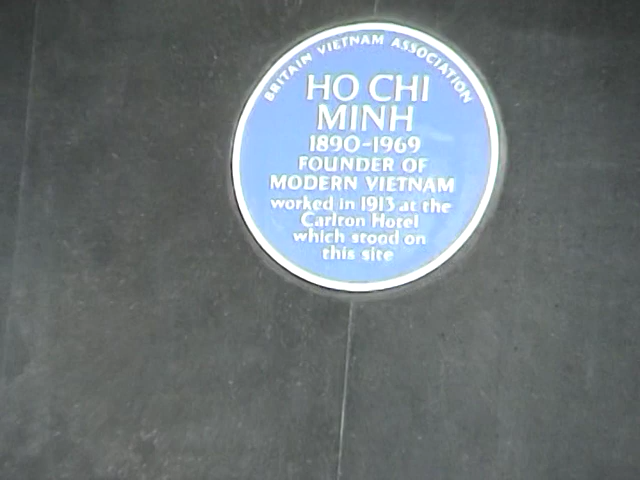 BRITAIN VIETNAM ASSOCIATION
HO CHI
MINH
1890-1969
FOUNDER OF
MODERN VIETNAM
worked in 1913 at the
Carlton Hotel
which stood on
this site